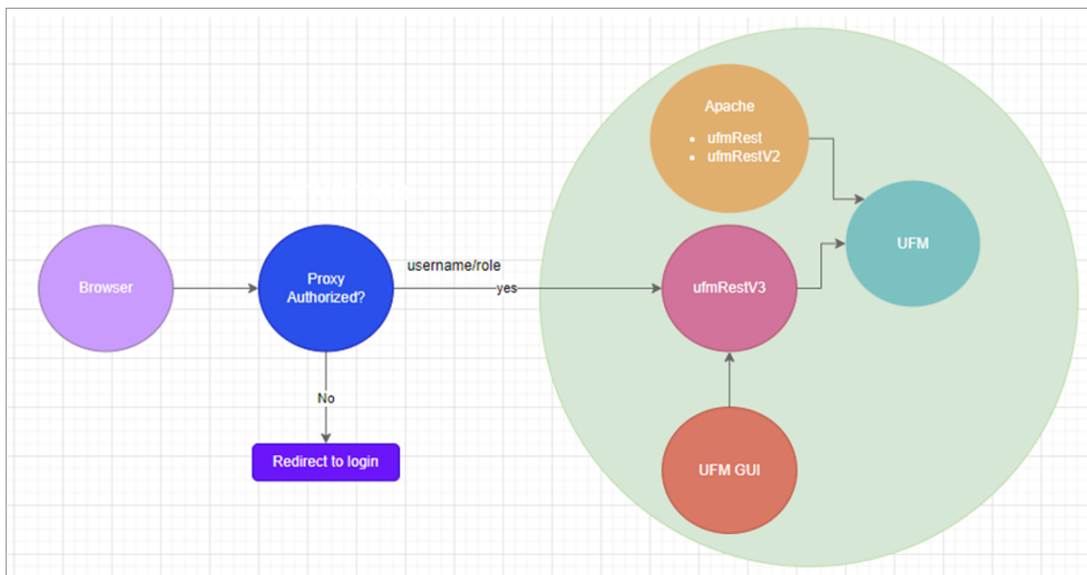 Apache
• ufmRest
• ufmRestV2
UFM
Browser
Proxy
Authorized?
username/role
yes
ufmRestV3
No
Redirect to login
UFM GUI